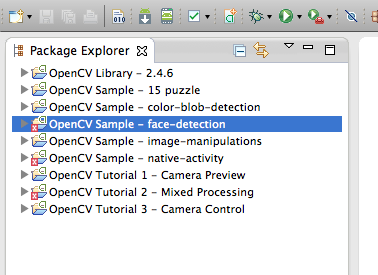 Package Explorer
OpenCV Library - 2.4.6
OpenCV Sample - 15 puzzle
OpenCV Sample - color-blob-detection
OpenCV Sample - face-detection
OpenCV Sample - image-manipulations
OpenCV Sample - native-activity
OpenCV Tutorial 1 - Camera Preview
OpenCV Tutorial 2 - Mixed Processing
OpenCV Tutorial 3 - Camera Control